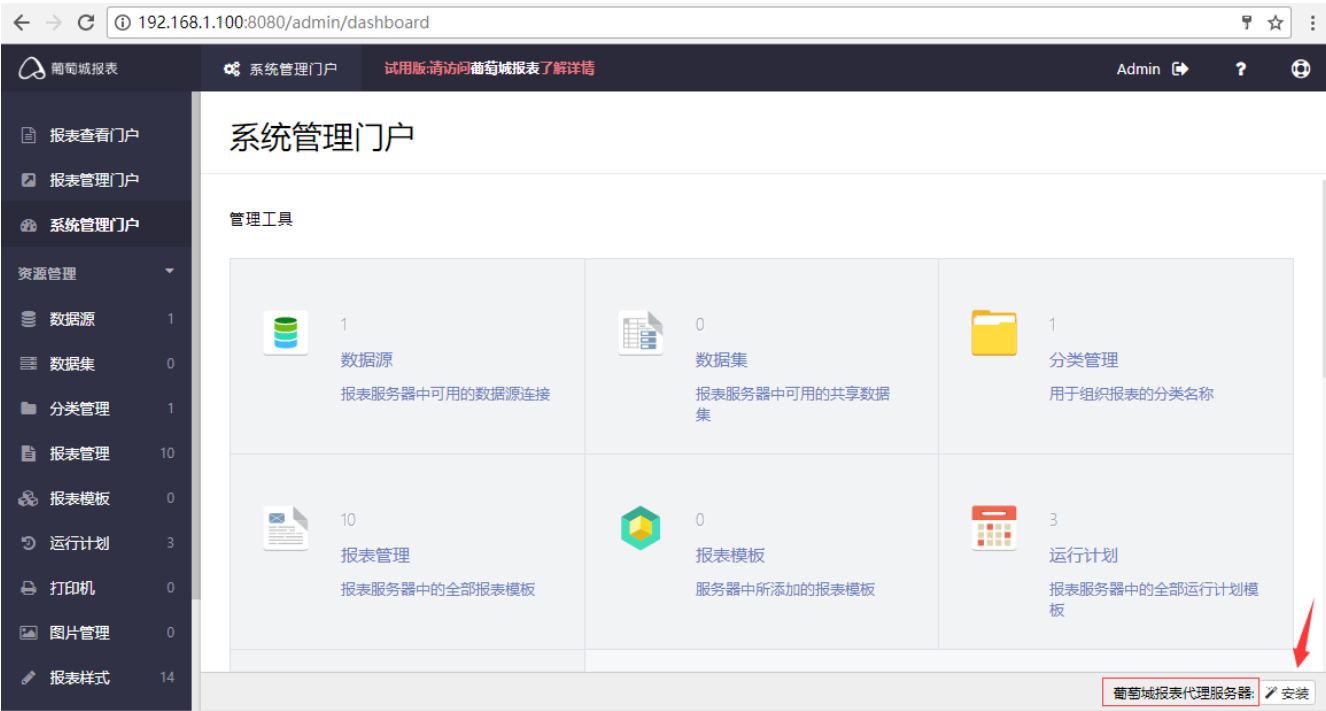 192.168.1.100:8080/admin/dashboard
葡萄城报表
系统管理门户
试用版:请访问葡萄城报表了解详情
Admin
?
报表查看门户
报表管理门户
系统管理门户
资源管理
数据源 1
数据集 0
分类管理 1
报表管理 10
报表模板 0
运行计划 3
打印机 0
图片管理 0
报表样式 14
系统管理门户
管理工具
1
数据源
报表服务器中可用的数据源连接
0
数据集
报表服务器中可用的共享数据
集
1
分类管理
用于组织报表的分类名称
10
报表管理
报表服务器中的全部报表模板
0
报表模板
服务器中所添加的报表模板
3
运行计划
报表服务器中的全部运行计划模
板
葡萄城报表代理服务器: 安装